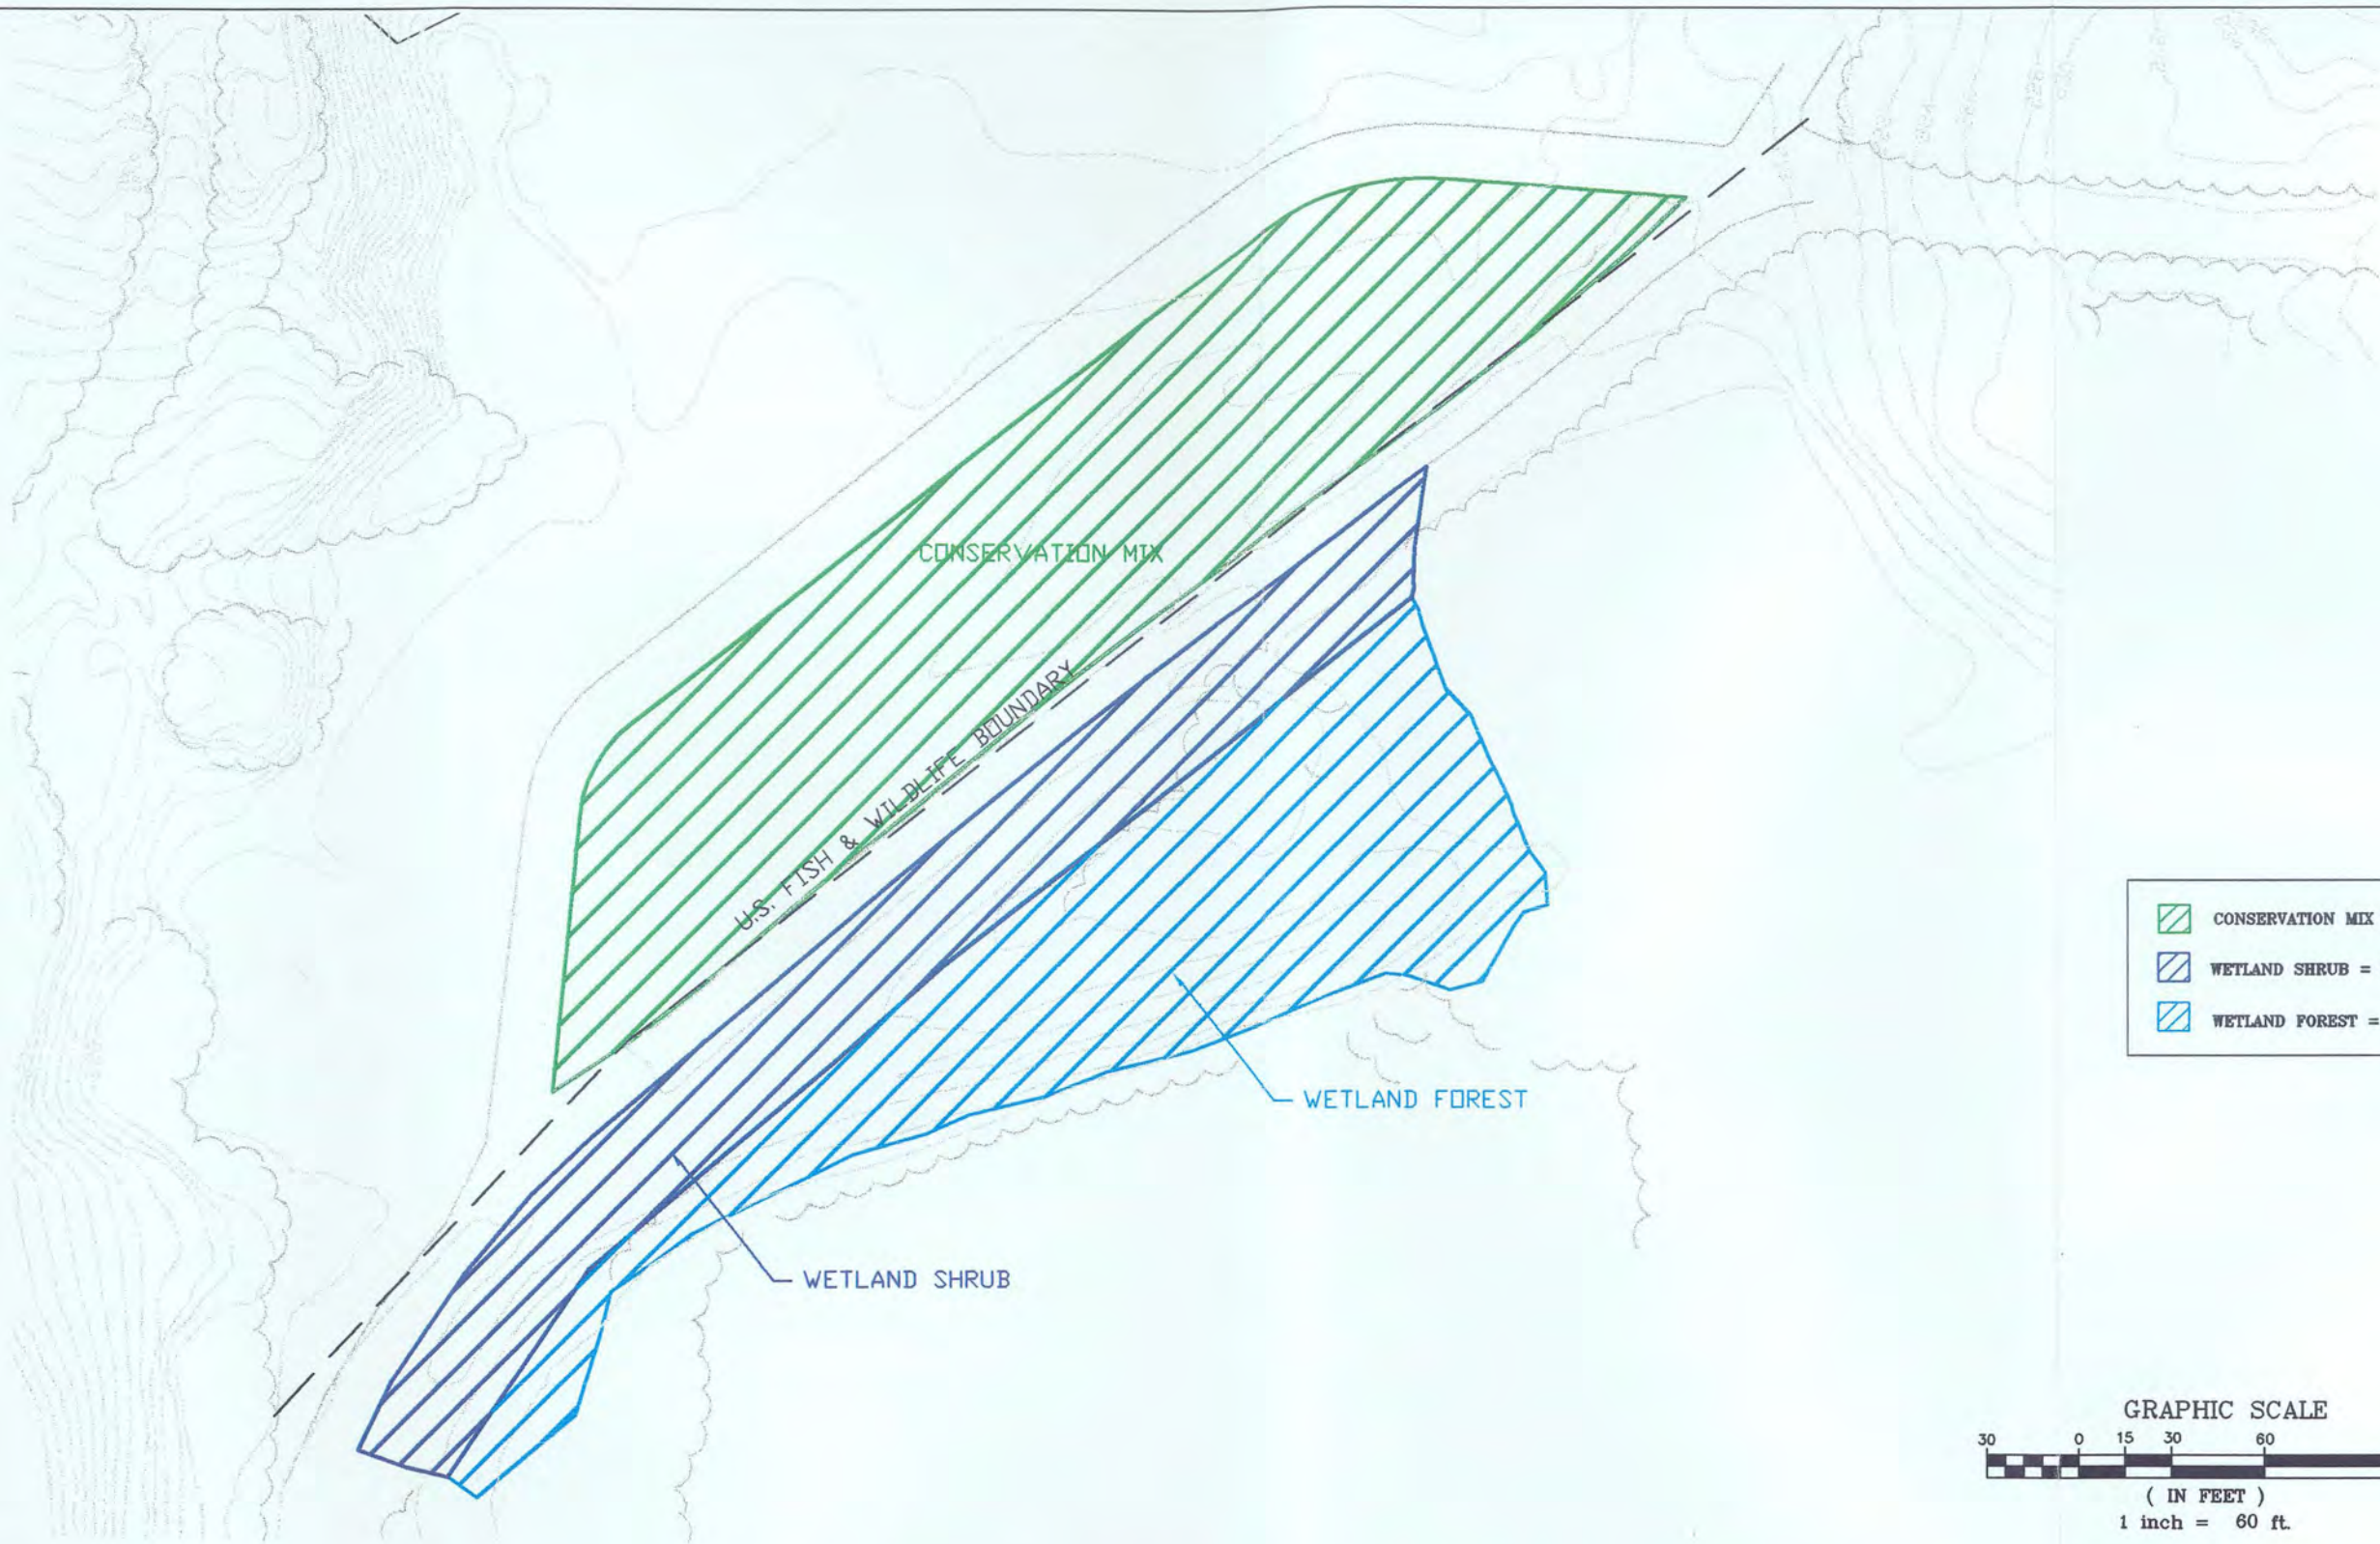 CONSERVATION MIX
U.S. FISH & WILDLIFE BOUNDARY
WETLAND FOREST
WETLAND SHRUB
CONSERVATION MIX
WETLAND SHRUB =
WETLAND FOREST =
GRAPHIC SCALE
30 0 15 30 60
( IN FEET )
1 inch = 60 ft.